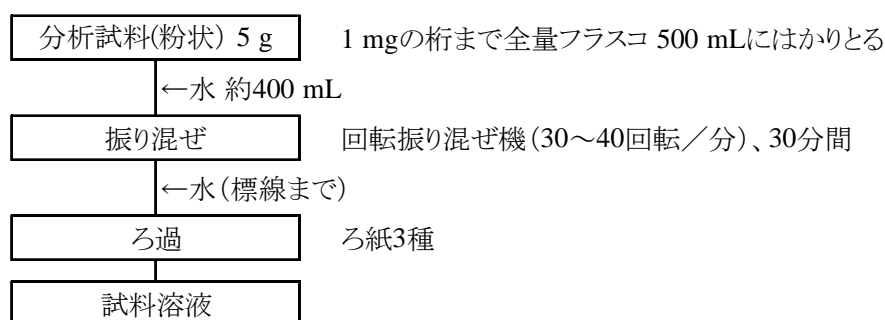 分析試料(粉状) 5 g 1 mgの桁まで全量フラスコ 500 mLにはかりとる
←水 約400 mL
振り混ぜ 回転振り混ぜ機(30～40回転／分)、30分間
←水(標線まで)
ろ過 ろ紙3種
試料溶液